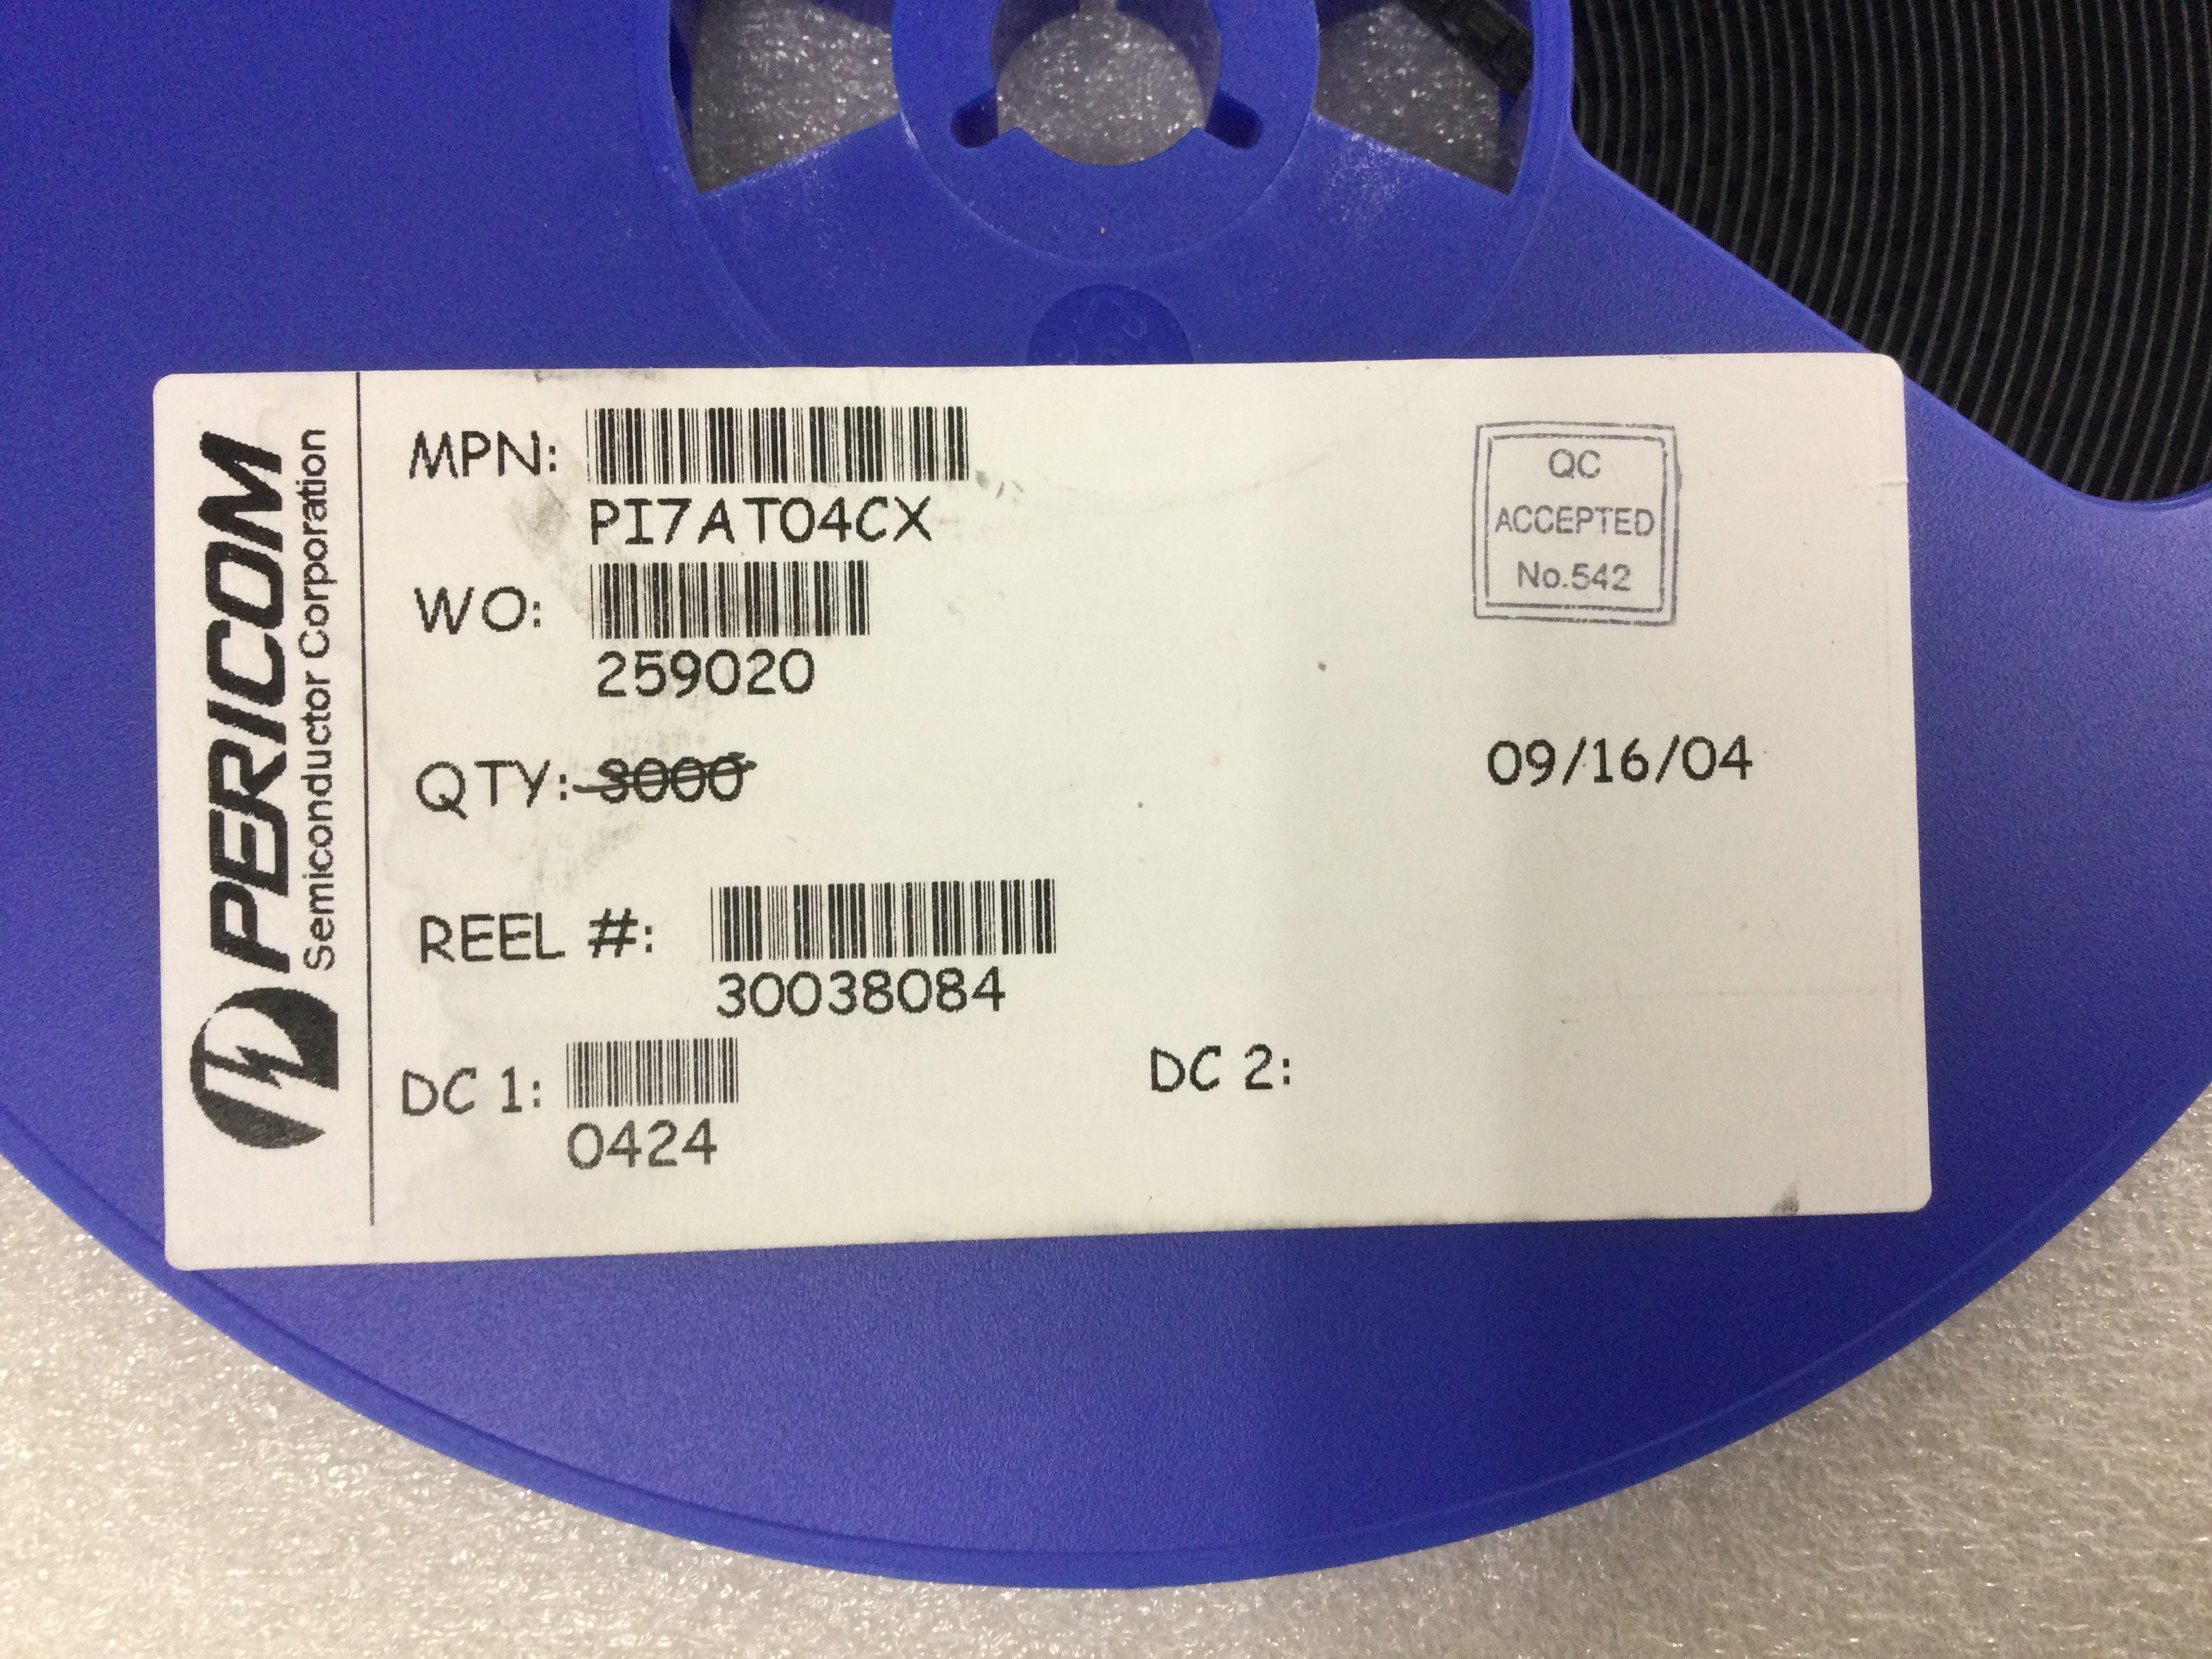 PERICOM
Semiconductor Corporation
MPN:
PI7AT04CX
WO:
259020
QTY: 3000
REEL #:
30038084
DC 1:
0424
DC 2:
QC
ACCEPTED
No.542
09/16/04